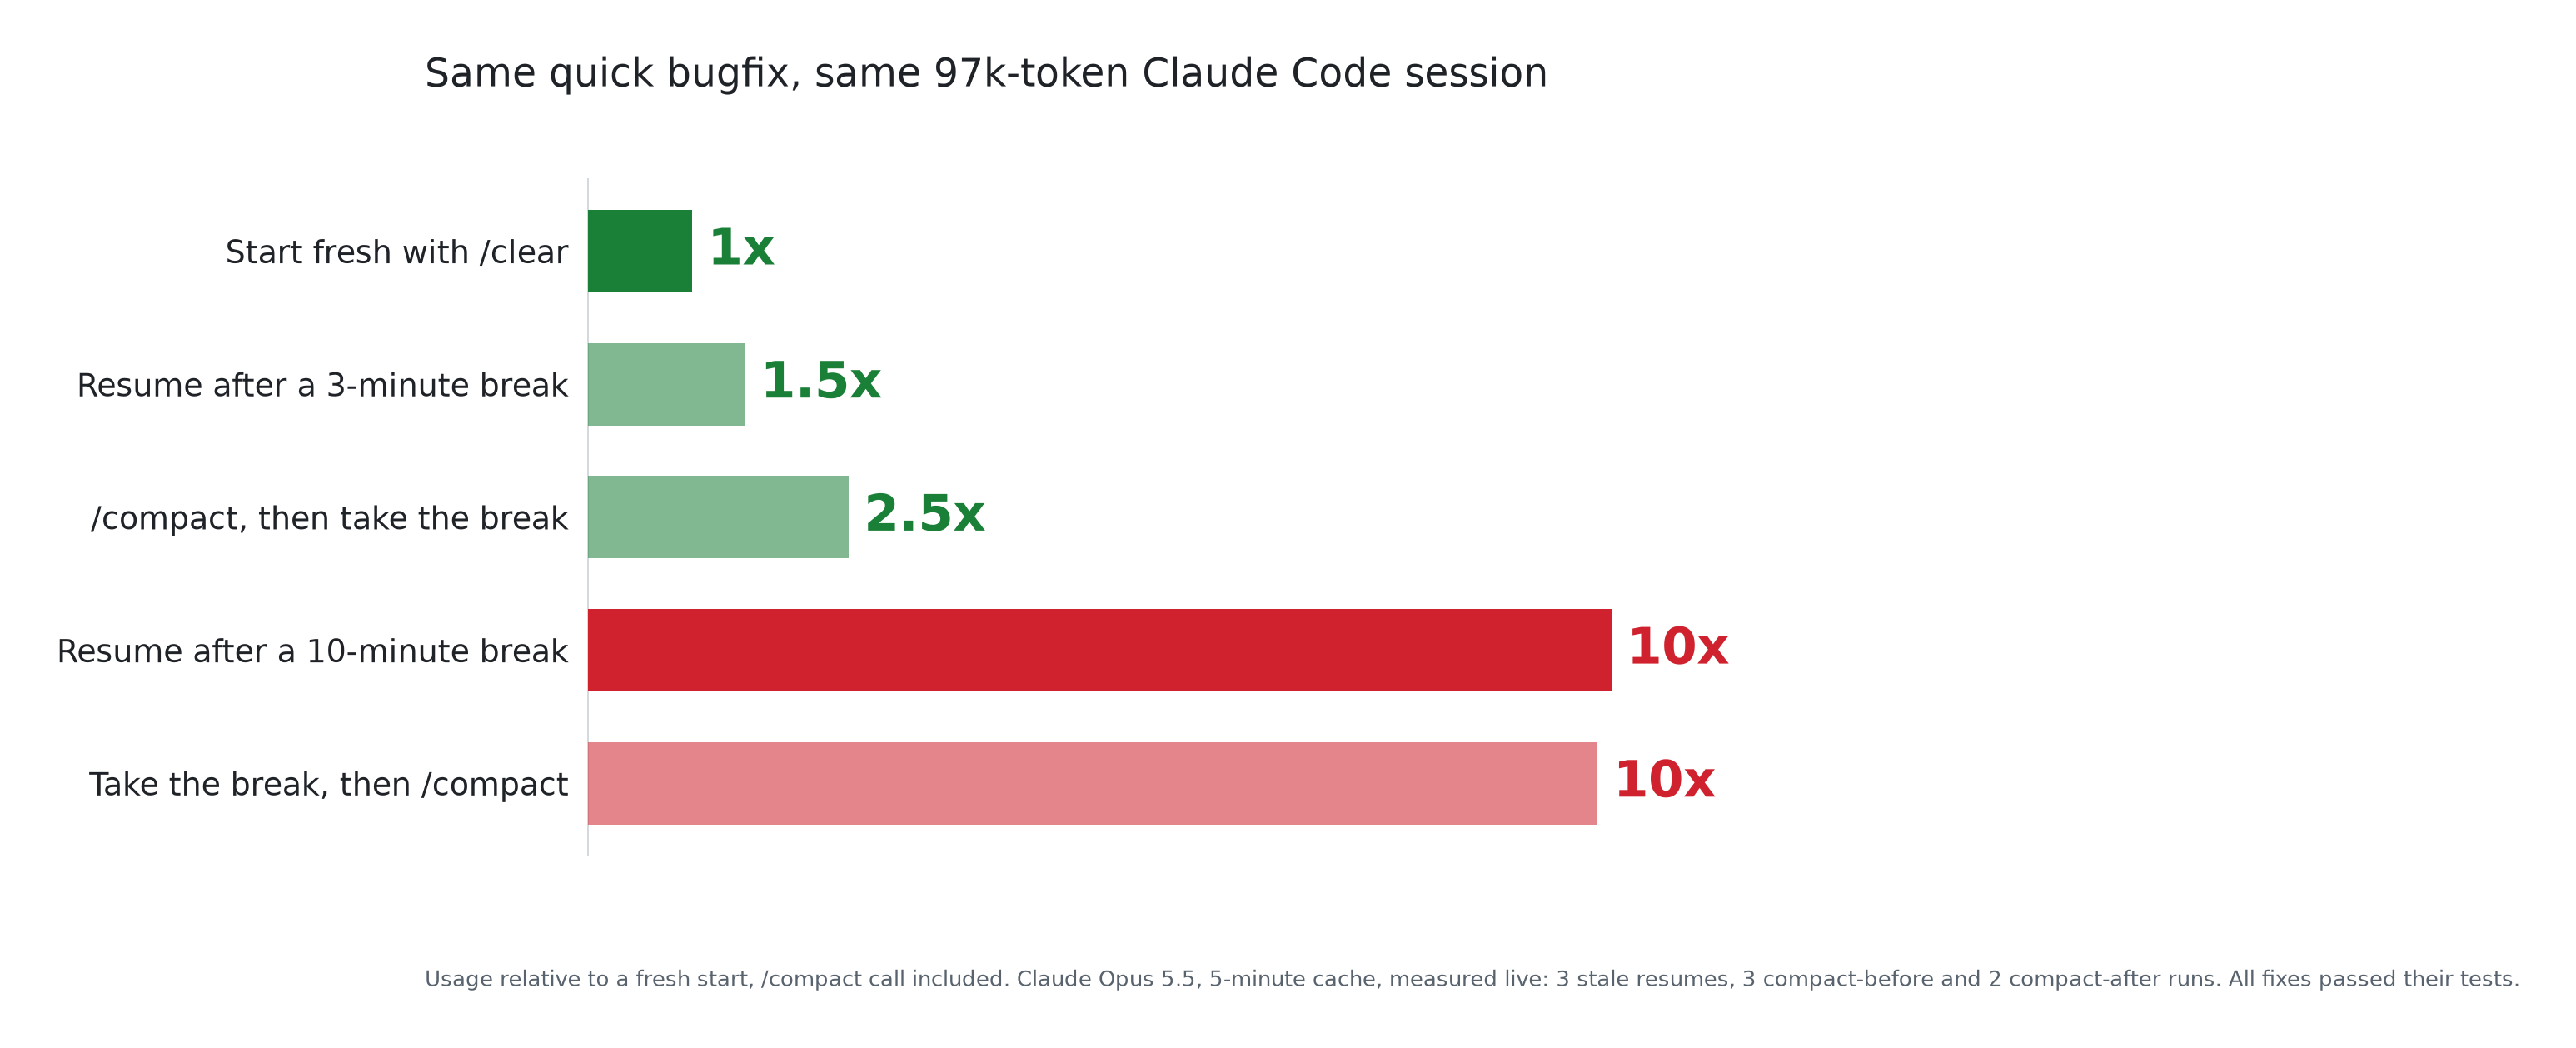 Same quick bugfix, same 97k-token Claude Code session
Start fresh with /clear
1x
Resume after a 3-minute break
1.5x
/compact, then take the break
2.5x
Resume after a 10-minute break
10x
Take the break, then /compact
10x
Usage relative to a fresh start, /compact call included. Claude Opus 5.5, 5-minute cache, measured live: 3 stale resumes, 3 compact-before and 2 compact-after runs. All fixes passed their tests.